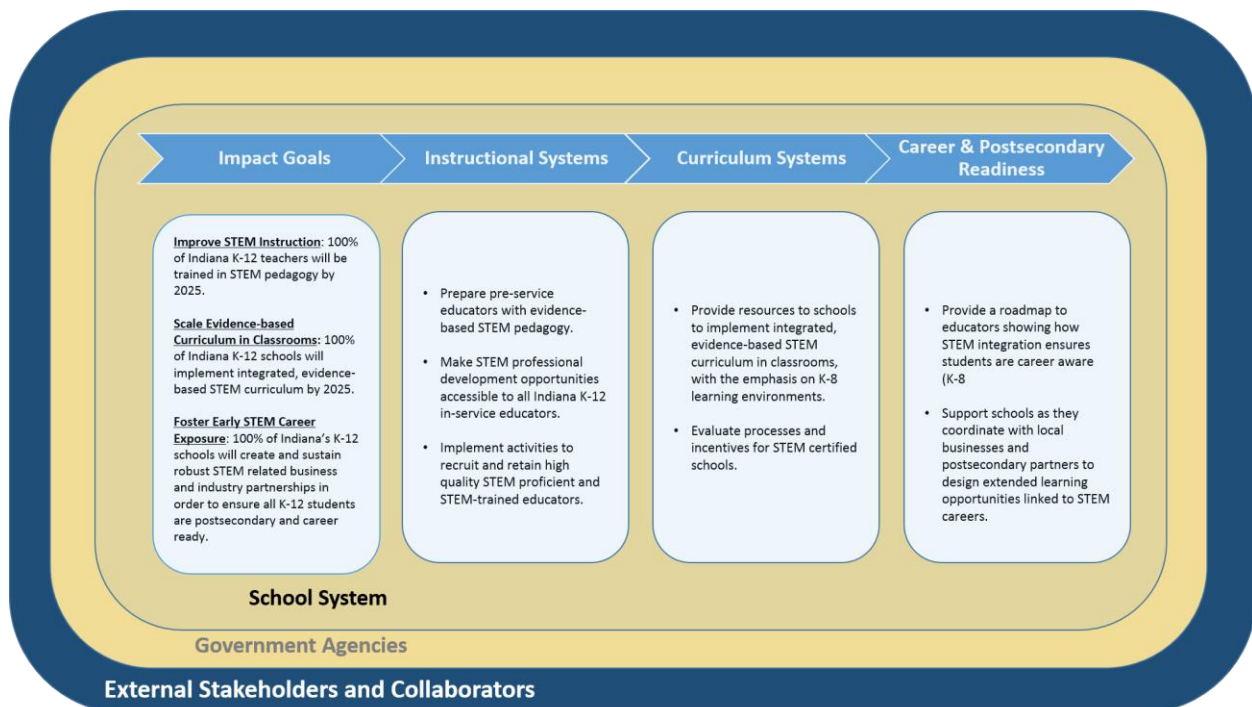 Impact Goals
Instructional Systems
Curriculum Systems
Career & Postsecondary
Readiness
Improve STEM Instruction: 100%
of Indiana K-12 teachers will be
trained in STEM pedagogy by
2025.
Scale Evidence-based
Curriculum in Classrooms: 100%
of Indiana K-12 schools will
implement integrated, evidence-
based STEM curriculum by 2025.
Foster Early STEM Career
Exposure: 100% of Indiana's K-12
schools will create and sustain
robust STEM related business
and industry partnerships in
order to ensure all K-12 students
are postsecondary and career
ready.
• Prepare pre-service
educators with evidence-
based STEM pedagogy.
• Make STEM professional
development opportunities
accessible to all Indiana K-12
in-service educators.
• Implement activities to
recruit and retain high
quality STEM proficient and
STEM-trained educators.
• Provide resources to schools
to implement integrated,
evidence-based STEM
curriculum in classrooms,
with the emphasis on K-8
learning environments.
• Evaluate processes and
incentives for STEM certified
schools.
• Provide a roadmap to
educators showing how
STEM integration ensures
students are career aware
(K-8
• Support schools as they
coordinate with local
businesses and
postsecondary partners to
design extended learning
opportunities linked to STEM
careers.
School System
Government Agencies
External Stakeholders and Collaborators